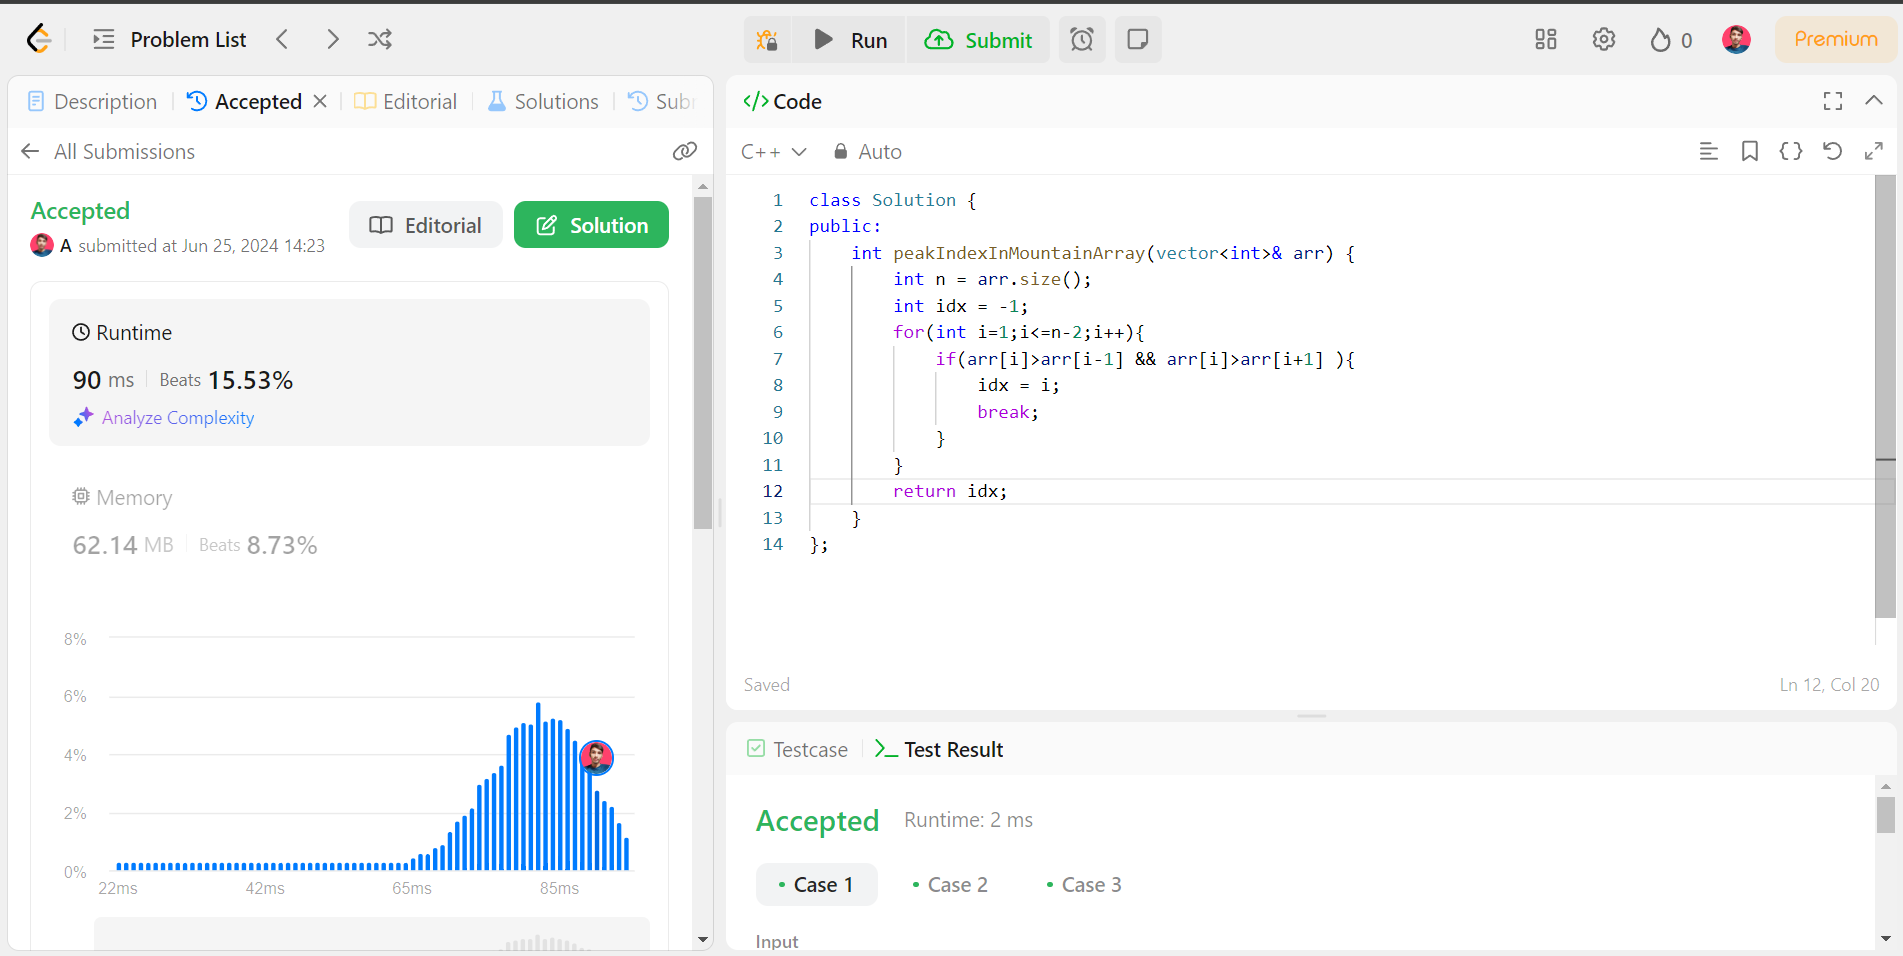 Problem List
Run
Submit
0
Premium
Description
Accepted
Editorial
Solutions
All Submissions
Accepted
A submitted at Jun 25, 2024 14:23
Editorial
Solution
Runtime
90 ms
Beats 15.53%
Analyze Complexity
Memory
62.14 MB
Beats 8.73%
8%
6%
4%
2%
0%
22ms
42ms
65ms
85ms
</> Code
C++
Auto
1 class Solution {
2 public:
3     int peakIndexInMountainArray(vector<int>& arr) {
4         int n = arr.size();
5         int idx = -1;
6         for(int i=1;i<=n-2;i++){
7             if(arr[i]>arr[i-1] && arr[i]>arr[i+1] ){
8                 idx = i;
9                 break;
10             }
11         }
12         return idx;
13     }
14 };
Saved
Ln 12, Col 20
Testcase
Test Result
Accepted
Runtime: 2 ms
Case 1
Case 2
Case 3
Input